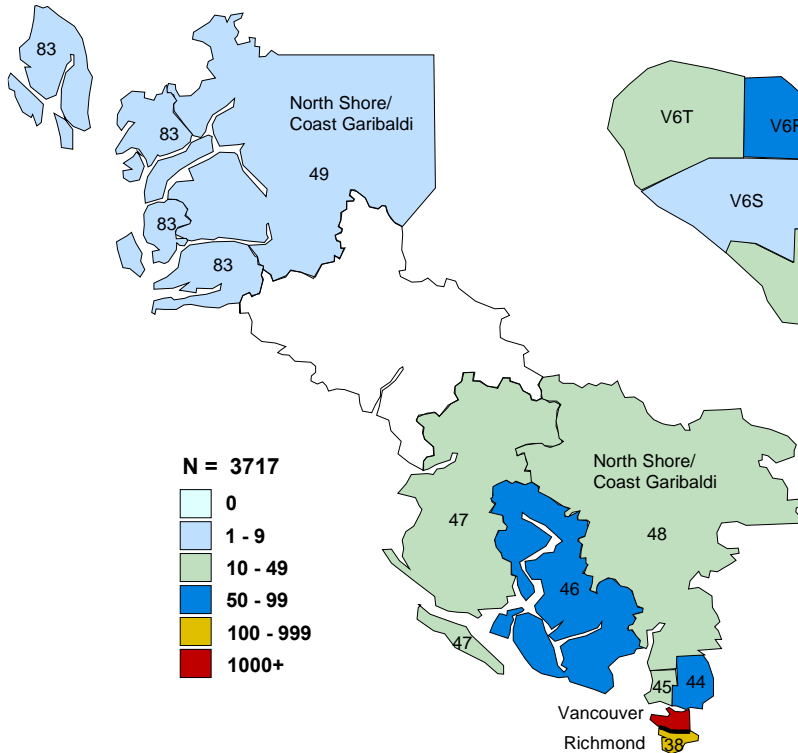 83
North Shore/
Coast Garibaldi
V6T
83
49
V6S
83
83
N = 3717
0
1 - 9
10 - 49
50 - 99
100 - 999
1000+
North Shore/
Coast Garibaldi
47
48
46
47
45
44
Vancouver
Richmond
38